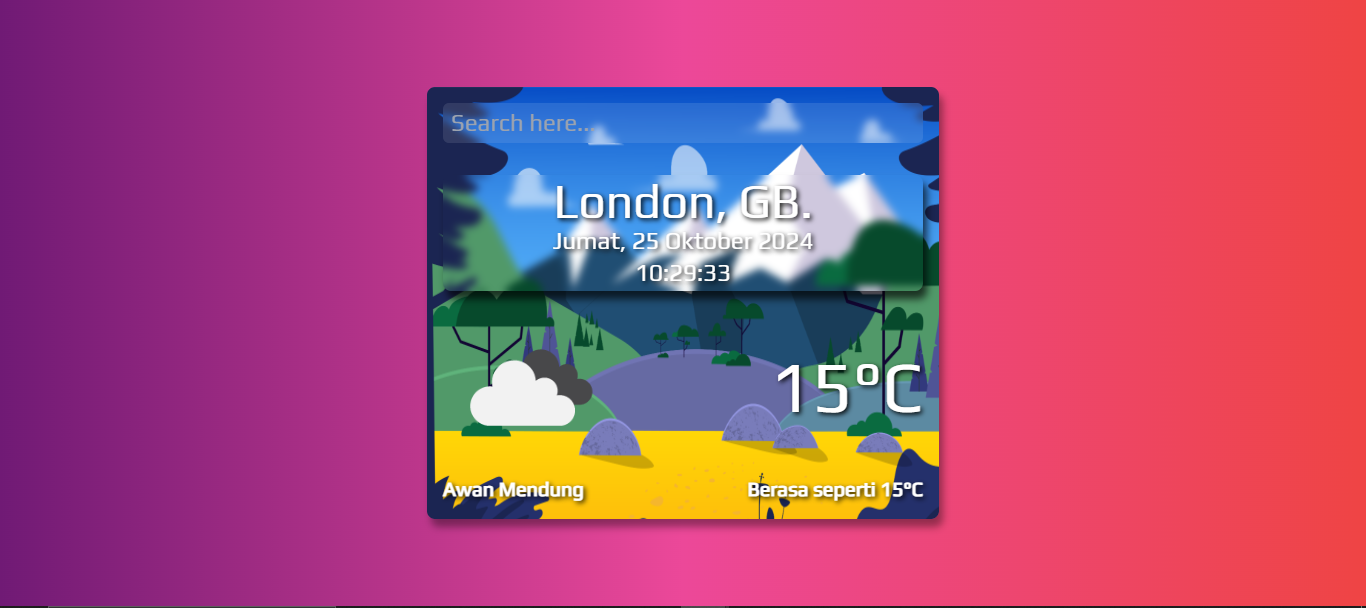 Search here...
London, GB.
Jumat, 25 Oktober 2024
10:29:33
15°C
Awan Mendung
Berasa seperti 15°C